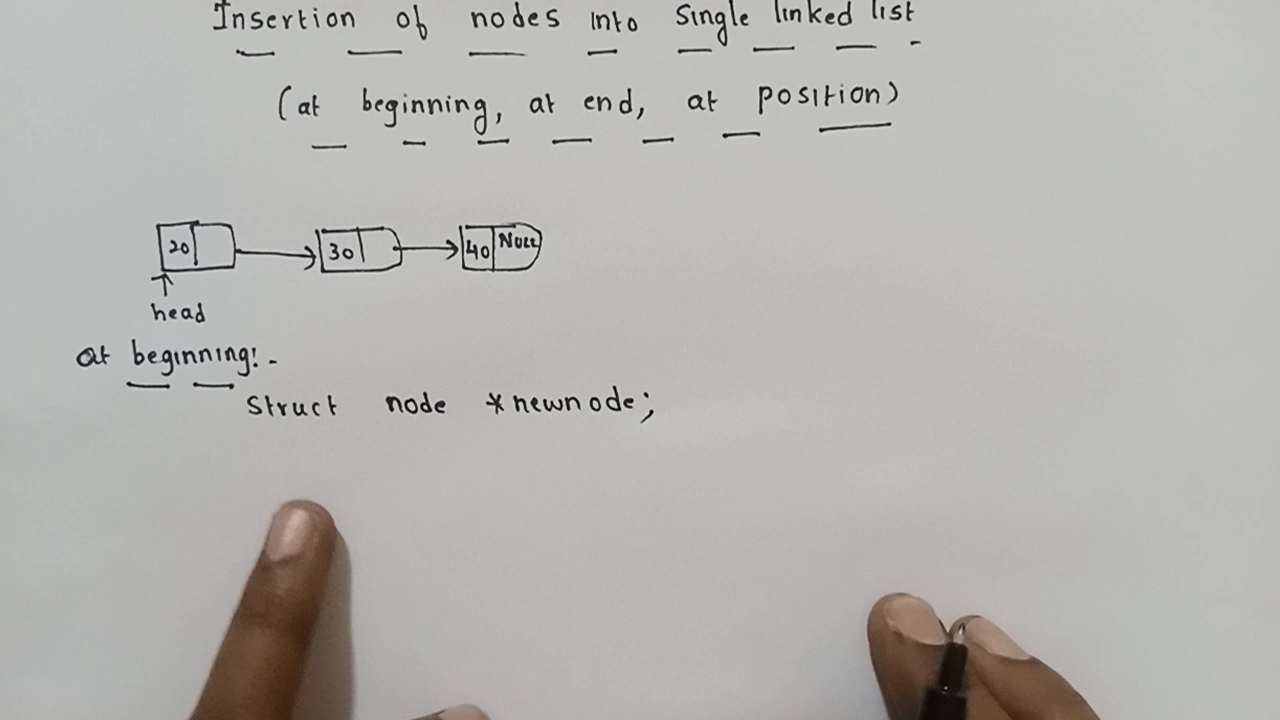 Insertion of nodes into single linked list
(at beginning, at end, at position)
20 30 40 NULL
head
at beginning:-
struct node *newnode;